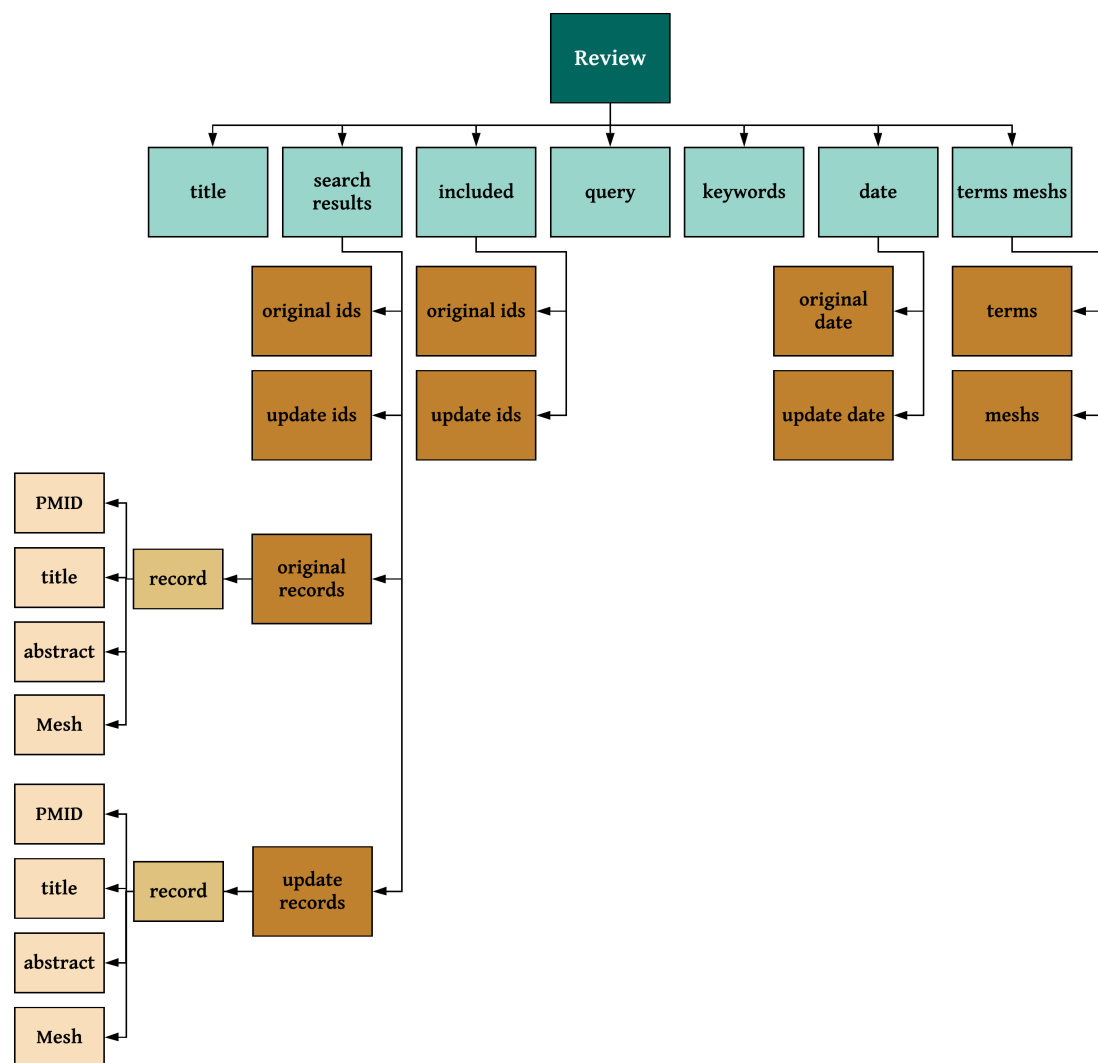 Review
title
search
results
included
query
keywords
date
terms meshs
original ids
original ids
original
date
terms
update ids
update ids
update date
meshs
PMID
title
record
original
records
abstract
Mesh
PMID
title
record
update
records
abstract
Mesh